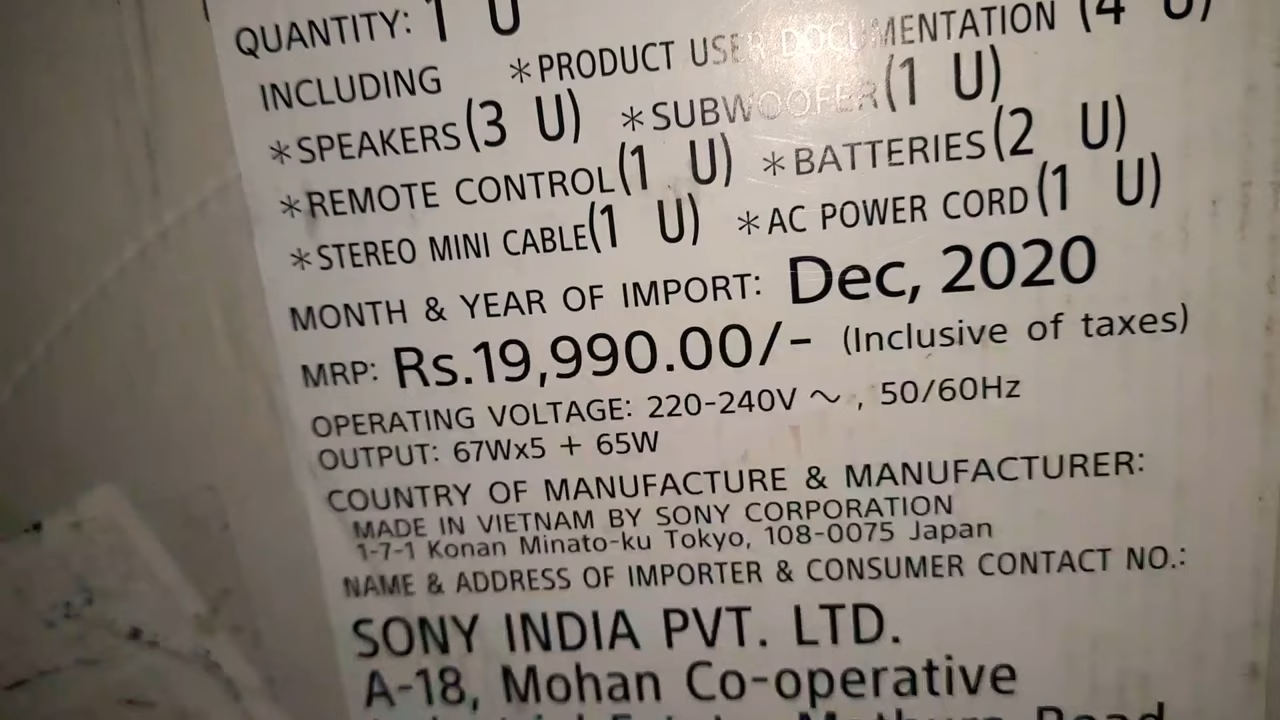 QUANTITY: 1 U
INCLUDING *PRODUCT USER DOCUMENTATION (4 U)
*SPEAKERS(3 U) *SUBWOOFER(1 U)
*REMOTE CONTROL(1 U) *BATTERIES(2 U)
*STEREO MINI CABLE(1 U) *AC POWER CORD(1 U)
MONTH & YEAR OF IMPORT: Dec, 2020
MRP: Rs.19,990.00/- (Inclusive of taxes)
OPERATING VOLTAGE: 220-240V ～, 50/60Hz
OUTPUT: 67Wx5 + 65W
COUNTRY OF MANUFACTURE & MANUFACTURER:
MADE IN VIETNAM BY SONY CORPORATION
1-7-1 Konan Minato-ku Tokyo, 108-0075 Japan
NAME & ADDRESS OF IMPORTER & CONSUMER CONTACT NO.:
SONY INDIA PVT. LTD.
A-18, Mohan Co-operative